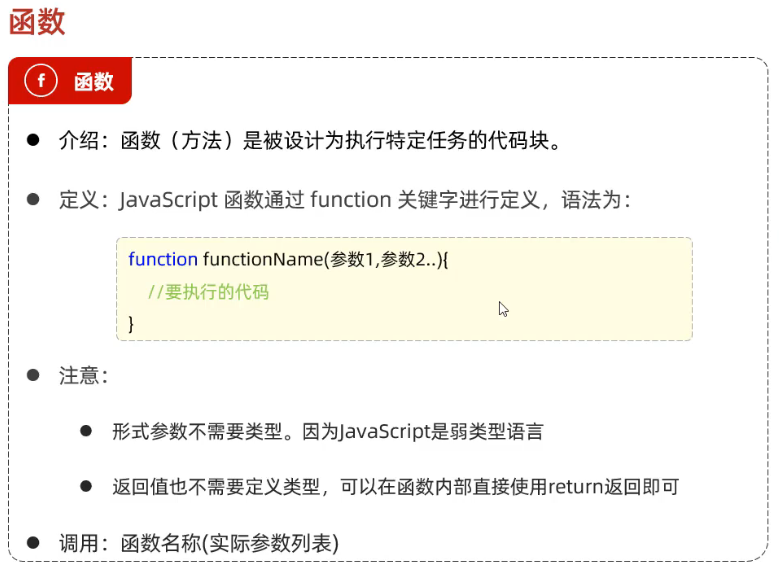 函数
f 函数
介绍：函数（方法）是被设计为执行特定任务的代码块。
定义：JavaScript 函数通过 function 关键字进行定义，语法为：
function functionName(参数1,参数2..){
//要执行的代码
}
注意：
形式参数不需要类型。因为JavaScript是弱类型语言
返回值也不需要定义类型，可以在函数内部直接使用return返回即可
调用：函数名称(实际参数列表)